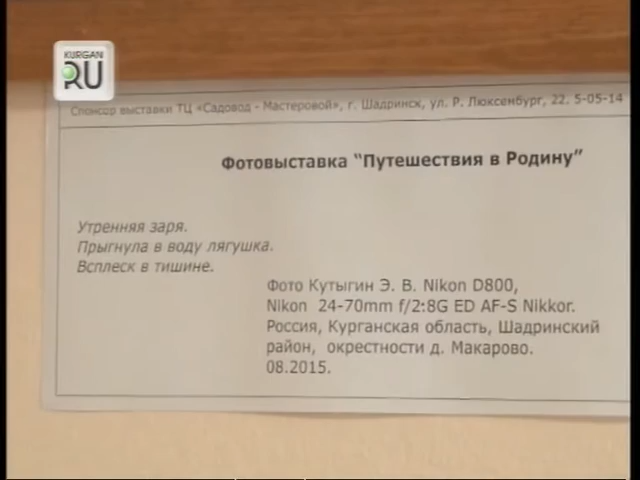 KURGAN
RU
Спонсор выставки ТЦ «Садовод - Мастеровой», г. Шадринск, ул. Р. Люксембург, 22. 5-05-14
Фотовыставка “Путешествия в Родину”
Утренняя заря.
Прыгнула в воду лягушка.
Всплеск в тишине.
Фото Кутыгин Э. В. Nikon D800,
Nikon 24-70mm f/2:8G ED AF-S Nikkor.
Россия, Курганская область, Шадринский
район, окрестности д. Макарово.
08.2015.